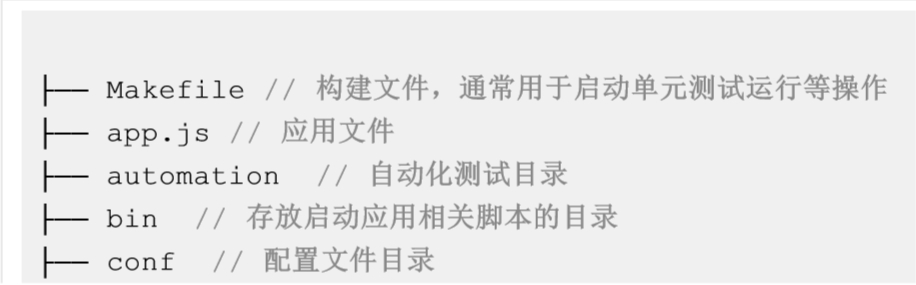 ├── Makefile // 构建文件，通常用于启动单元测试运行等操作
├── app.js // 应用文件
├── automation  // 自动化测试目录
├── bin  // 存放启动应用相关脚本的目录
├── conf  // 配置文件目录